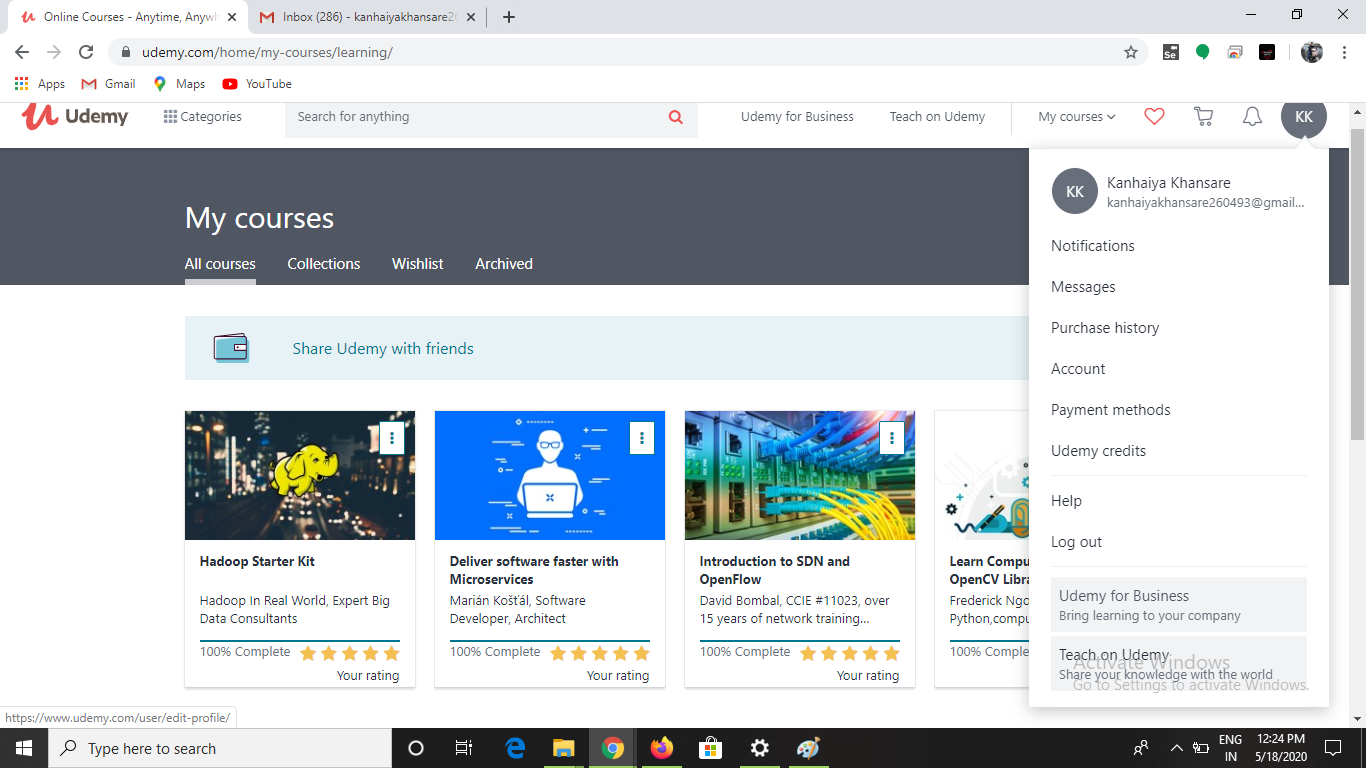 Online Courses - Anytime, Anywh
Inbox (286) - kanhaiyakhansare26
udemy.com/home/my-courses/learning/
Se
Apps
Gmail
Maps
YouTube
Udemy
Categories
Search for anything
Udemy for Business
Teach on Udemy
My courses
KK
KK
Kanhaiya Khansare
kanhaiyakhansare260493@gmail...
My courses
All courses
Collections
Wishlist
Archived
Notifications
Messages
Purchase history
Account
Payment methods
Udemy credits
Help
Log out
Udemy for Business
Bring learning to your company
Teach on Udemy
Share your knowledge with the world
Share Udemy with friends
Hadoop Starter Kit
Hadoop In Real World, Expert Big
Data Consultants
100% Complete
Your rating
Deliver software faster with
Microservices
Marián Košťál, Software
Developer, Architect
100% Complete
Your rating
Introduction to SDN and
OpenFlow
David Bombal, CCIE #11023, over
15 years of network training...
100% Complete
Your rating
Learn Compu
OpenCV Libra
Frederick Ngo
Python,compu
100% Complete
Activate Windows
Go to Settings to activate Windows.
https://www.udemy.com/user/edit-profile/
Type here to search
ENG
IN
12:24 PM
5/18/2020